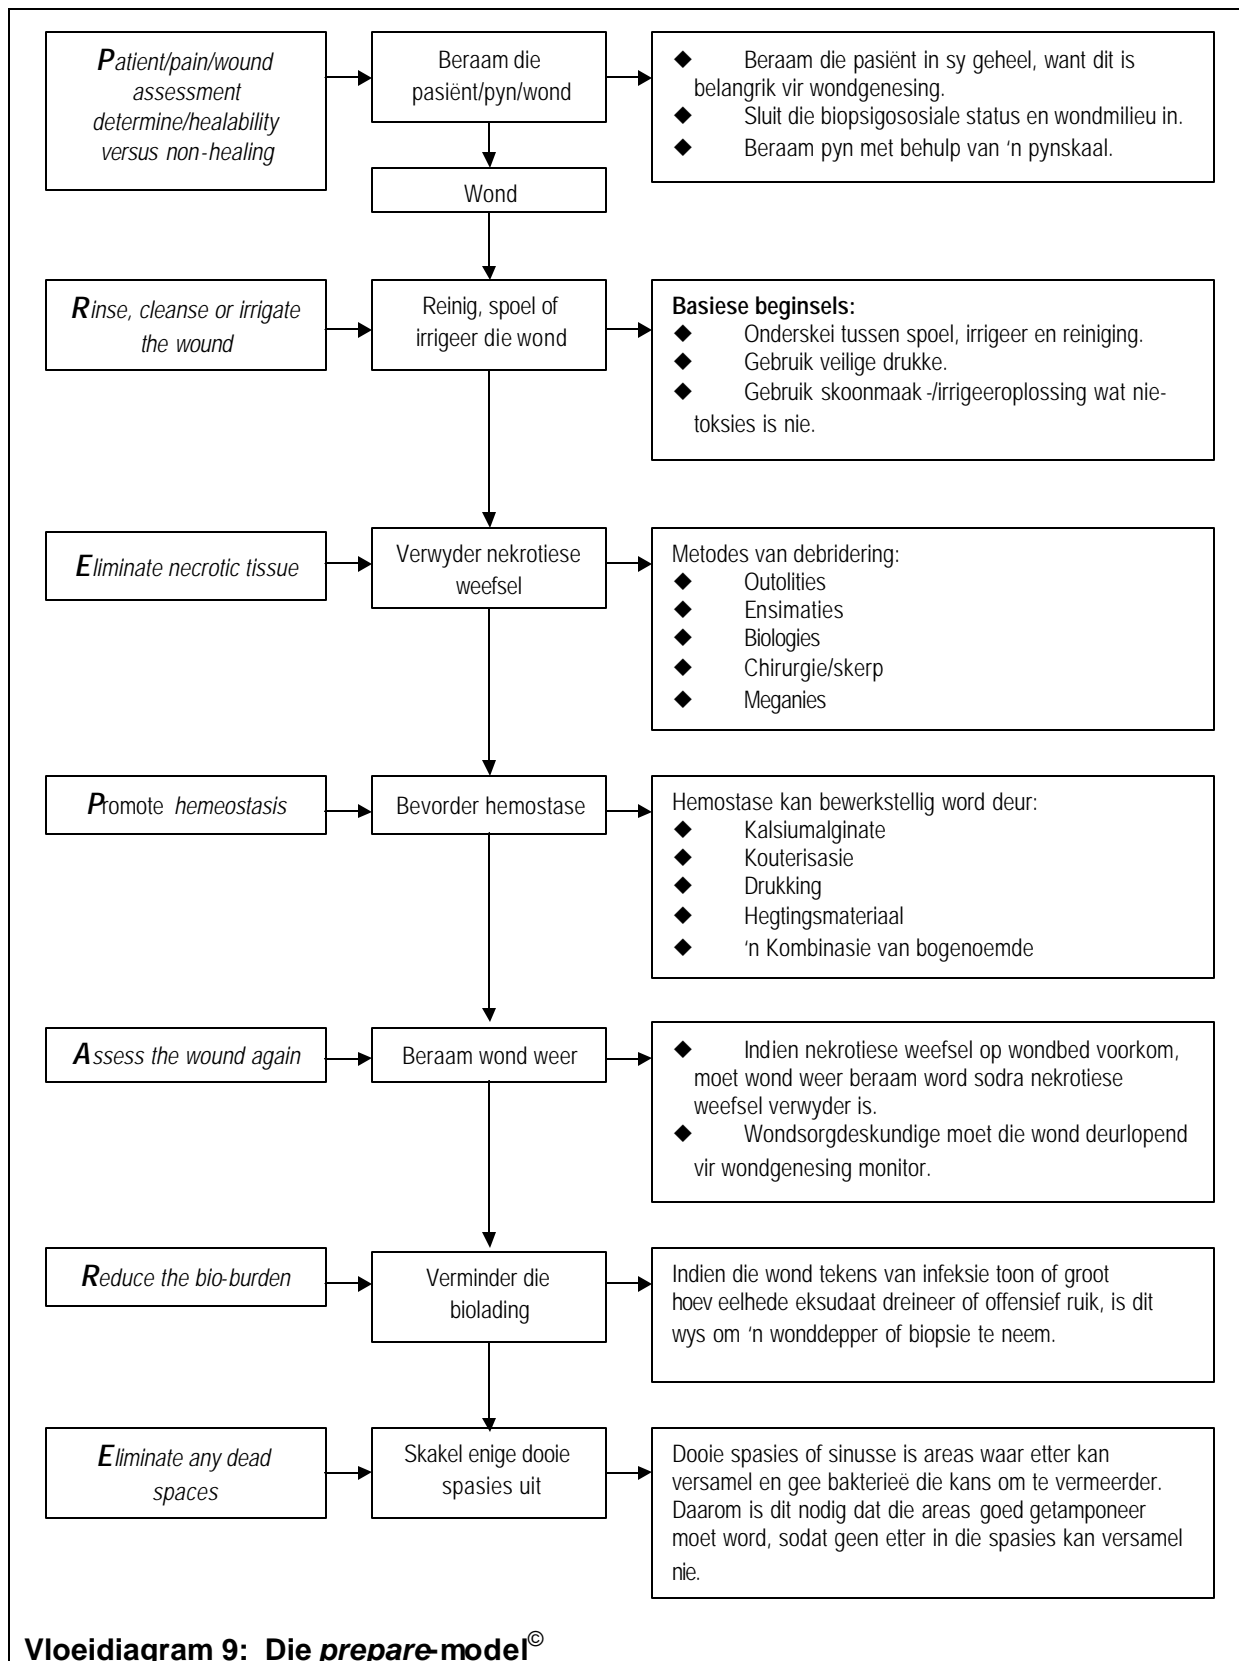 Patient/pain/wound
assessment
determine/healability
versus non-healing
Beraam die
pasiënt/pyn/wond
◆ Beraam die pasiënt in sy geheel, want dit is
belangrik vir wondgenesing.
◆ Sluit die biopsigososiale status en wondmilieu in.
◆ Beraam pyn met behulp van ‘n pynskaal.
Wond
Rinse, cleanse or irrigate
the wound
Reinig, spoel of
irrigeer die wond
Basiese beginsels:
◆ Onderskei tussen spoel, irrigeer en reiniging.
◆ Gebruik veilige drukke.
◆ Gebruik skoonmaak-/irrigeeroplossing wat nie-
toksies is nie.
Eliminate necrotic tissue
Verwyder nekrotiese
weefsel
Metodes van debridering:
◆ Outolities
◆ Ensimaties
◆ Biologies
◆ Chirurgie/skerp
◆ Meganies
Promote hemeostasis
Bevorder hemostase
Hemostase kan bewerkstellig word deur:
◆ Kalsiumalginate
◆ Kouterisasie
◆ Drukking
◆ Hegtingsmateriaal
◆ ‘n Kombinasie van bogenoemde
Assess the wound again
Beraam wond weer
◆ Indien nekrotiese weefsel op wondbed voorkom,
moet wond weer beraam word sodra nekrotiese
weefsel verwyder is.
◆ Wondsorgdeskundige moet die wond deurlopend
vir wondgenesing monitor.
Reduce the bio-burden
Verminder die
biolading
Indien die wond tekens van infeksie toon of groot
hoev eelhede eksudaat dreineer of offensief ruik, is dit
wys om ‘n wonddepper of biopsie te neem.
Eliminate any dead
spaces
Skakel enige dooie
spasies uit
Dooie spasies of sinusse is areas waar etter kan
versamel en gee bakterieë die kans om te vermeerder.
Daarom is dit nodig dat die areas goed getamponeer
moet word, sodat geen etter in die spasies kan versamel
nie.
Vloeidiagram 9: Die prepare-model©